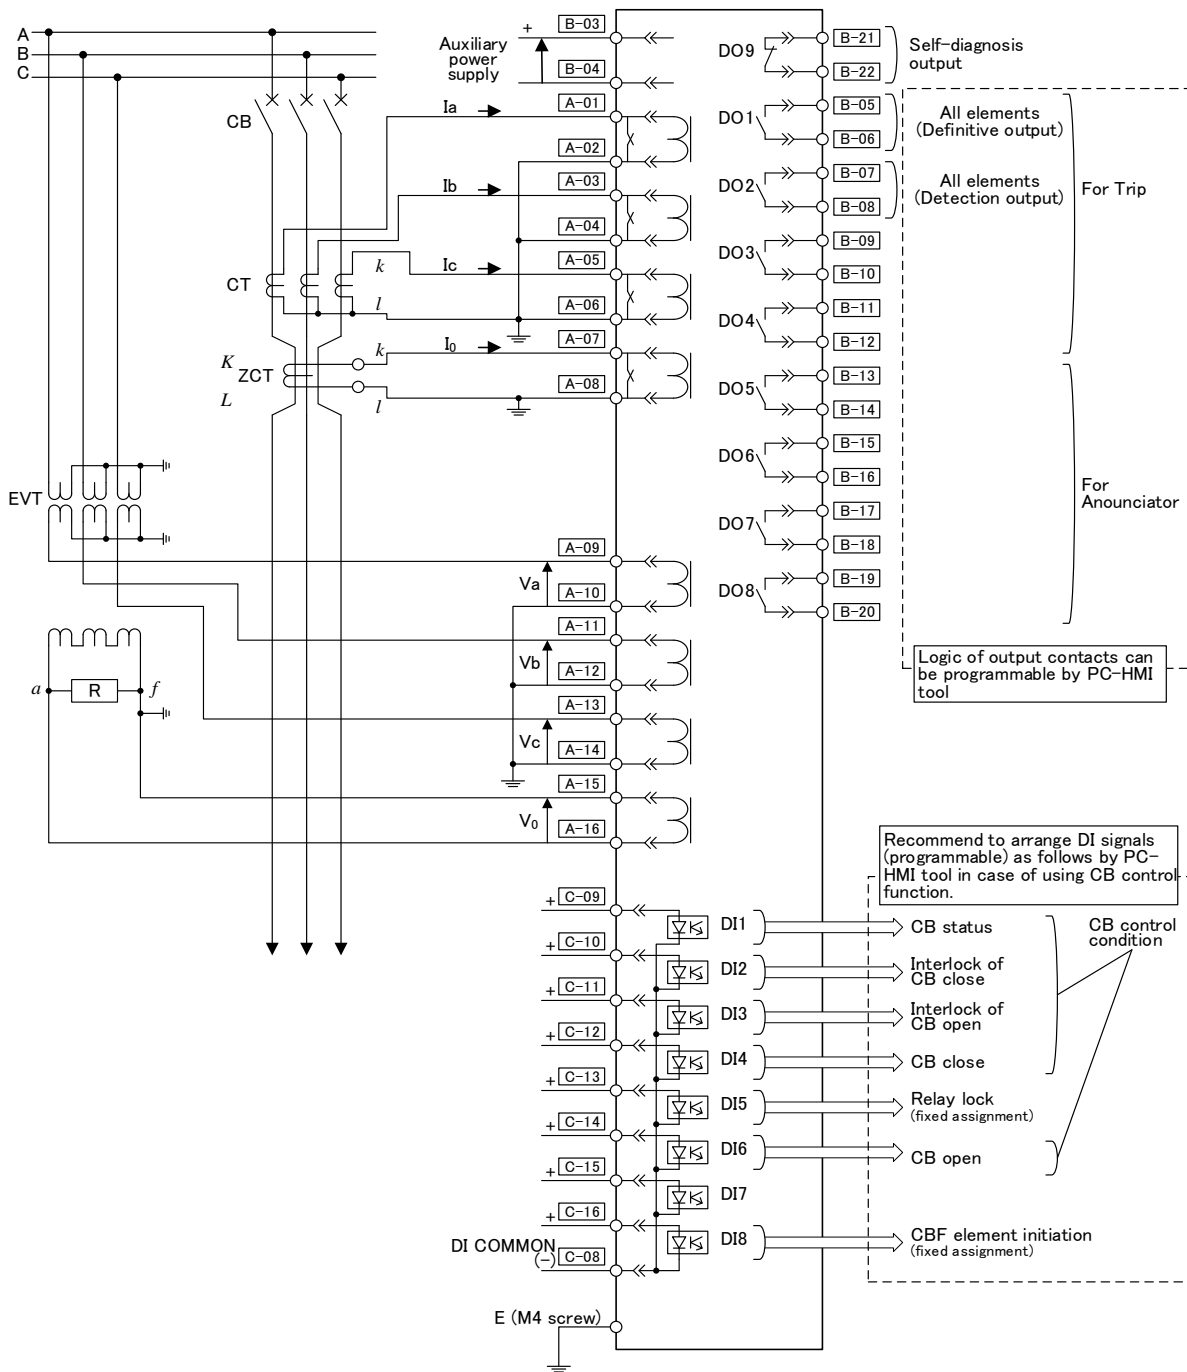 A
B
C
CB
CT
k
l
K
L
ZCT
k
l
EVT
a
R
f
Auxiliary
power
supply
+
B-03
B-04
Ia
A-01
A-02
Ib
A-03
A-04
Ic
A-05
A-06
I0
A-07
A-08
Va
A-09
A-10
Vb
A-11
A-12
Vc
A-13
A-14
V0
A-15
A-16
+ C-09
+ C-10
+ C-11
+ C-12
+ C-13
+ C-14
+ C-15
+ C-16
DI COMMON
(-)
C-08
E (M4 screw)
DO9
B-21
B-22
Self-diagnosis
output
DO1
B-05
B-06
All elements
(Definitive output)
DO2
B-07
B-08
All elements
(Detection output)
DO3
B-09
B-10
DO4
B-11
B-12
For Trip
DO5
B-13
B-14
DO6
B-15
B-16
DO7
B-17
B-18
DO8
B-19
B-20
For
Anounciator
Logic of output contacts can
be programmable by PC-HMI
tool
Recommend to arrange DI signals
(programmable) as follows by PC-
HMI tool in case of using CB control
function.
DI1
CB status
CB control
condition
DI2
Interlock of
CB close
DI3
Interlock of
CB open
DI4
CB close
DI5
Relay lock
(fixed assignment)
DI6
CB open
DI7
DI8
CBF element initiation
(fixed assignment)